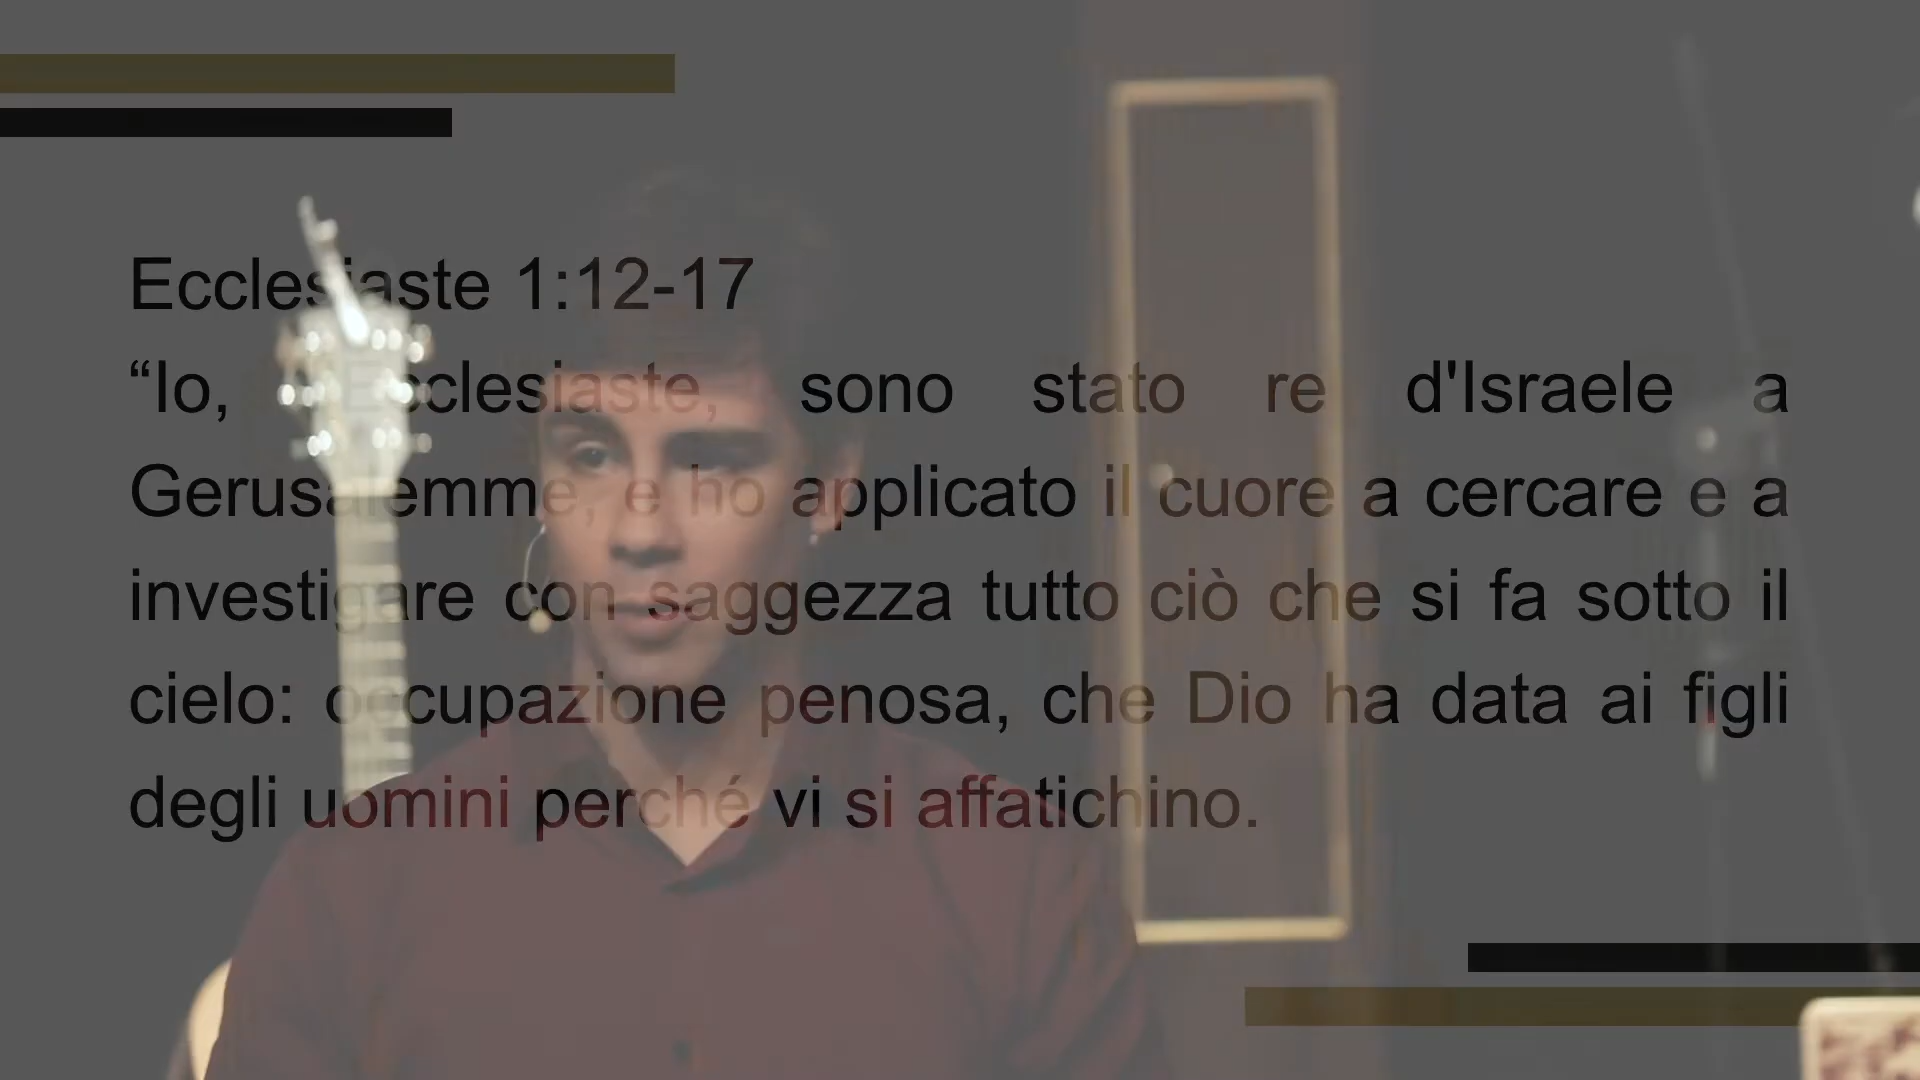 Ecclesiaste 1:12-17
“Io, Ecclesiaste, sono stato re d'Israele a
Gerusalemme, e ho applicato il cuore a cercare e a
investigare con saggezza tutto ciò che si fa sotto il
cielo: occupazione penosa, che Dio ha data ai figli
degli uomini perché vi si affatichino.